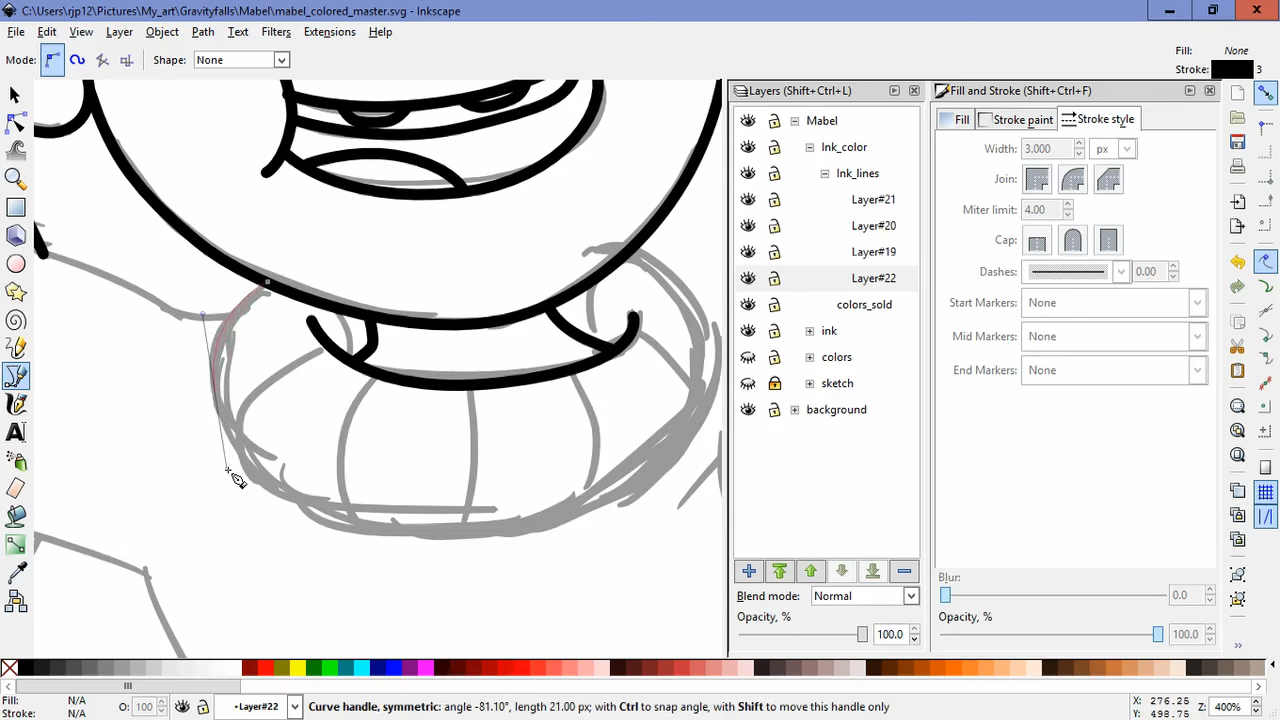 C:\Users\rjp12\Pictures\My_art\Gravityfalls\Mabel\mabel_colored_master.svg - Inkscape
File Edit View Layer Object Path Text Filters Extensions Help
Mode: Shape: None
Fill: None
Stroke: 3
Layers (Shift+Ctrl+L)
Mabel
Ink_color
Ink_lines
Layer#21
Layer#20
Layer#19
Layer#22
colors_sold
ink
colors
sketch
background
Blend mode: Normal
Opacity, %
100.0
Fill and Stroke (Shift+Ctrl+F)
Fill Stroke paint Stroke style
Width: 3.000 px
Join:
Miter limit: 4.00
Cap:
Dashes: 0.00
Start Markers: None
Mid Markers: None
End Markers: None
Blur:
0.0
Opacity, %
100.0
Fill: N/A
Stroke: N/A
O: 100
•Layer#22
Curve handle, symmetric: angle -81.10°, length 21.00 px; with Ctrl to snap angle, with Shift to move this handle only
X: 276.25
Y: 498.75
Z: 400%